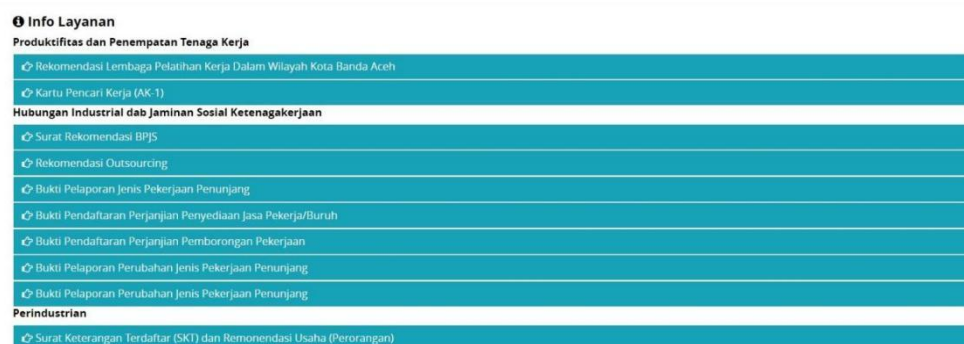 Info Layanan
Produktifitas dan Penempatan Tenaga Kerja
Rekomendasi Lembaga Pelatihan Kerja Dalam Wilayah Kota Banda Aceh
Kartu Pencari Kerja (AK-1)
Hubungan Industrial dab Jaminan Sosial Ketenagakerjaan
Surat Rekomendasi BPJS
Rekomendasi Outsourcing
Bukti Pelaporan Jenis Pekerjaan Penunjang
Bukti Pendaftaran Perjanjian Penyediaan Jasa Pekerja/Buruh
Bukti Pendaftaran Perjanjian Pemborongan Pekerjaan
Bukti Pelaporan Perubahan Jenis Pekerjaan Penunjang
Bukti Pelaporan Perubahan Jenis Pekerjaan Penunjang
Perindustrian
Surat Keterangan Terdaftar (SKT) dan Remonendasi Usaha (Perorangan)